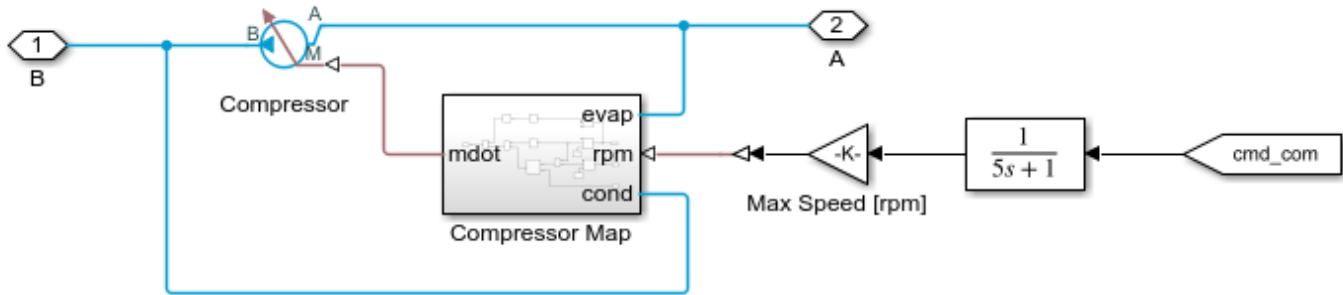 1
B
B
A
M
Compressor
2
A
evap
mdot
rpm
cond
Compressor Map
-K-
Max Speed [rpm]
1
5s + 1
cmd_com